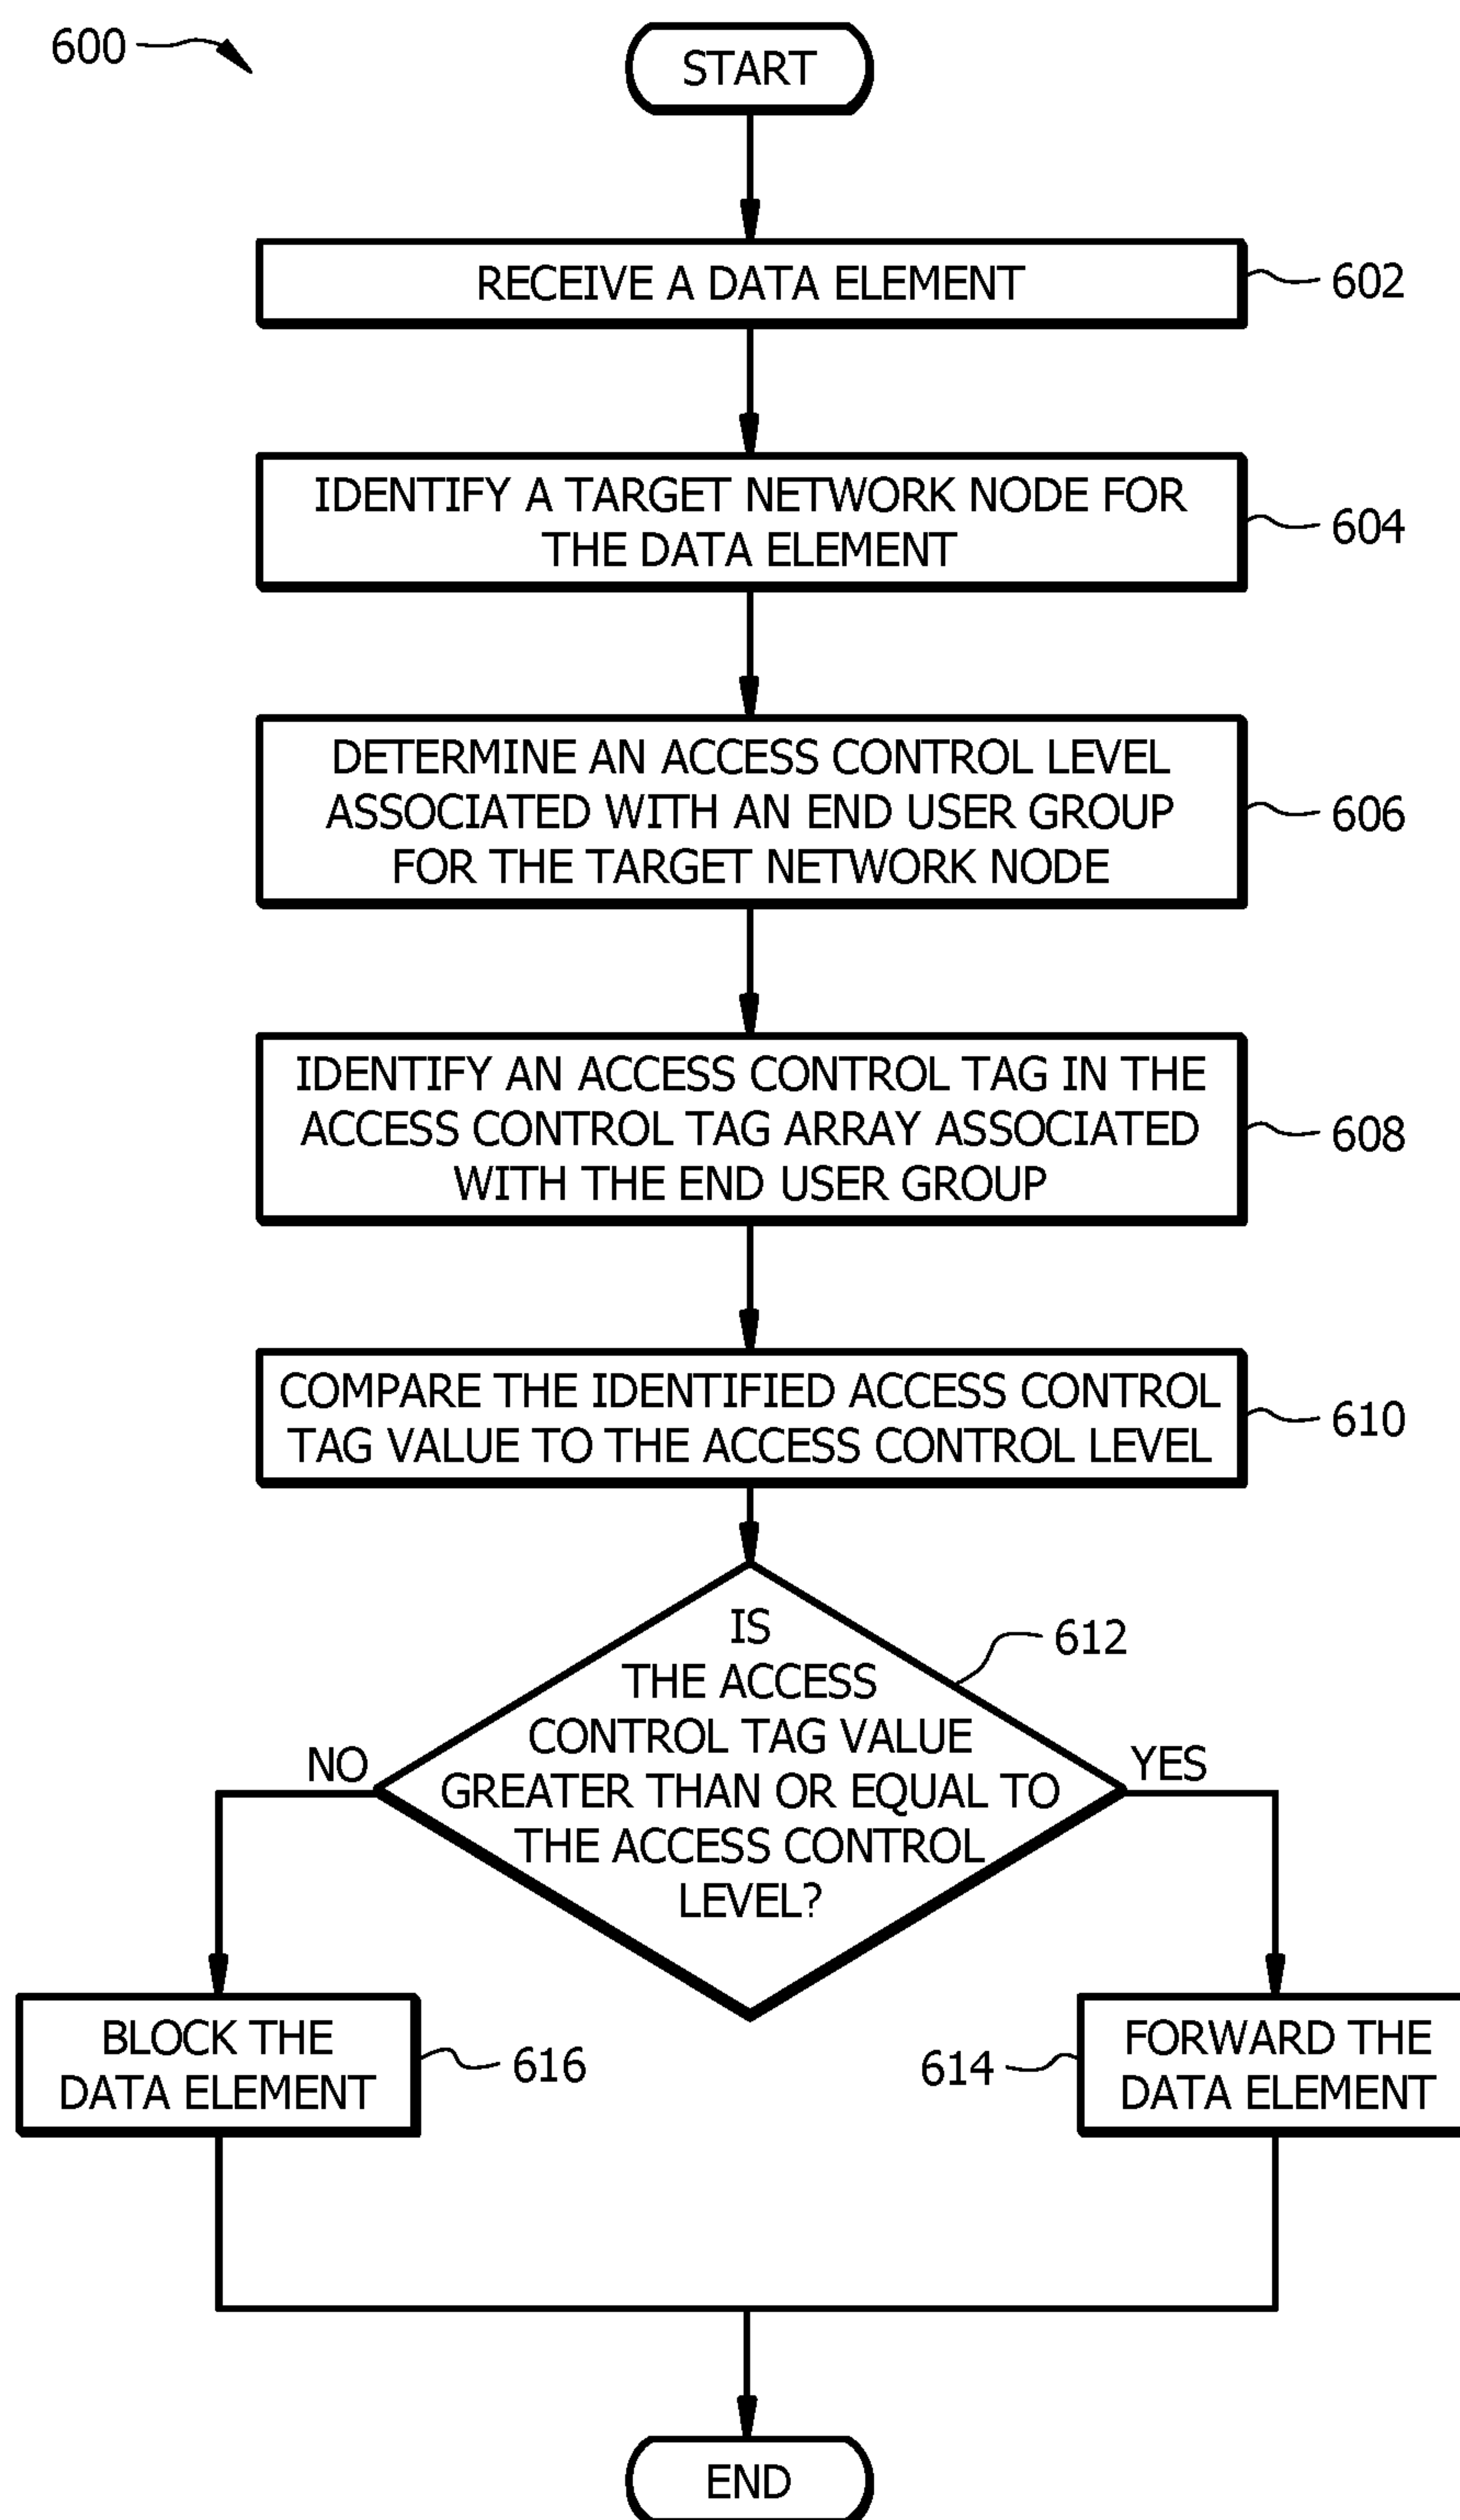 600
START
RECEIVE A DATA ELEMENT
602
IDENTIFY A TARGET NETWORK NODE FOR
THE DATA ELEMENT
604
DETERMINE AN ACCESS CONTROL LEVEL
ASSOCIATED WITH AN END USER GROUP
FOR THE TARGET NETWORK NODE
606
IDENTIFY AN ACCESS CONTROL TAG IN THE
ACCESS CONTROL TAG ARRAY ASSOCIATED
WITH THE END USER GROUP
608
COMPARE THE IDENTIFIED ACCESS CONTROL
TAG VALUE TO THE ACCESS CONTROL LEVEL
610
IS
THE ACCESS
CONTROL TAG VALUE
GREATER THAN OR EQUAL TO
THE ACCESS CONTROL
LEVEL?
612
NO
YES
BLOCK THE
DATA ELEMENT
616
614
FORWARD THE
DATA ELEMENT
END